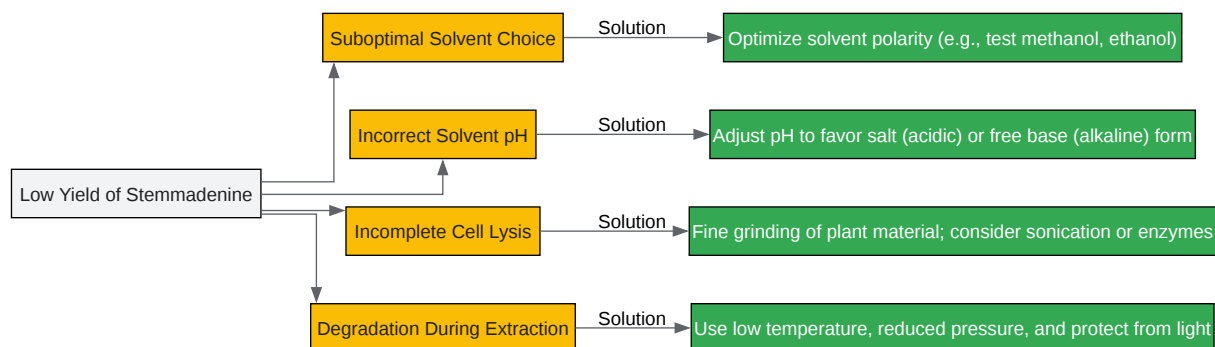 Suboptimal Solvent Choice
Solution
Optimize solvent polarity (e.g., test methanol, ethanol)
Incorrect Solvent pH
Solution
Adjust pH to favor salt (acidic) or free base (alkaline) form
Low Yield of Stemmadenine
Incomplete Cell Lysis
Solution
Fine grinding of plant material; consider sonication or enzymes
Degradation During Extraction
Solution
Use low temperature, reduced pressure, and protect from light